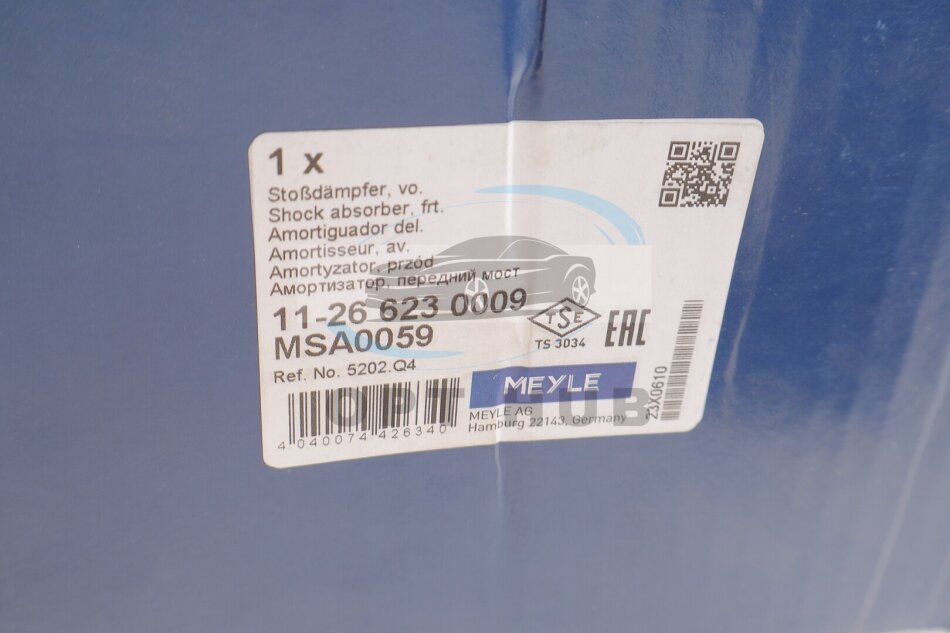 1 x
Stoßdämpfer, vo.
Shock absorber, frt.
Amortiguador del.
Amortisseur, av.
Amortyzator, przód
Амортизатор, передний мост
11-26 623 0009
MSA0059
Ref. No. 5202.Q4
TSE
TS 3034
EAC
MEYLE
MEYLE AG
Hamburg 22143, Germany
4 040074 426340
23X0610
OPT HUB